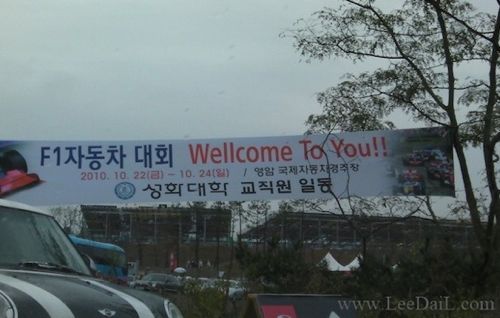 F1자동차 대회 Wellcome To You!!
2010. 10. 22(금) ~ 10. 24(일) / 영암 국제자동차경주장
성화대학 교직원 일동
www.LeeDaiL.com